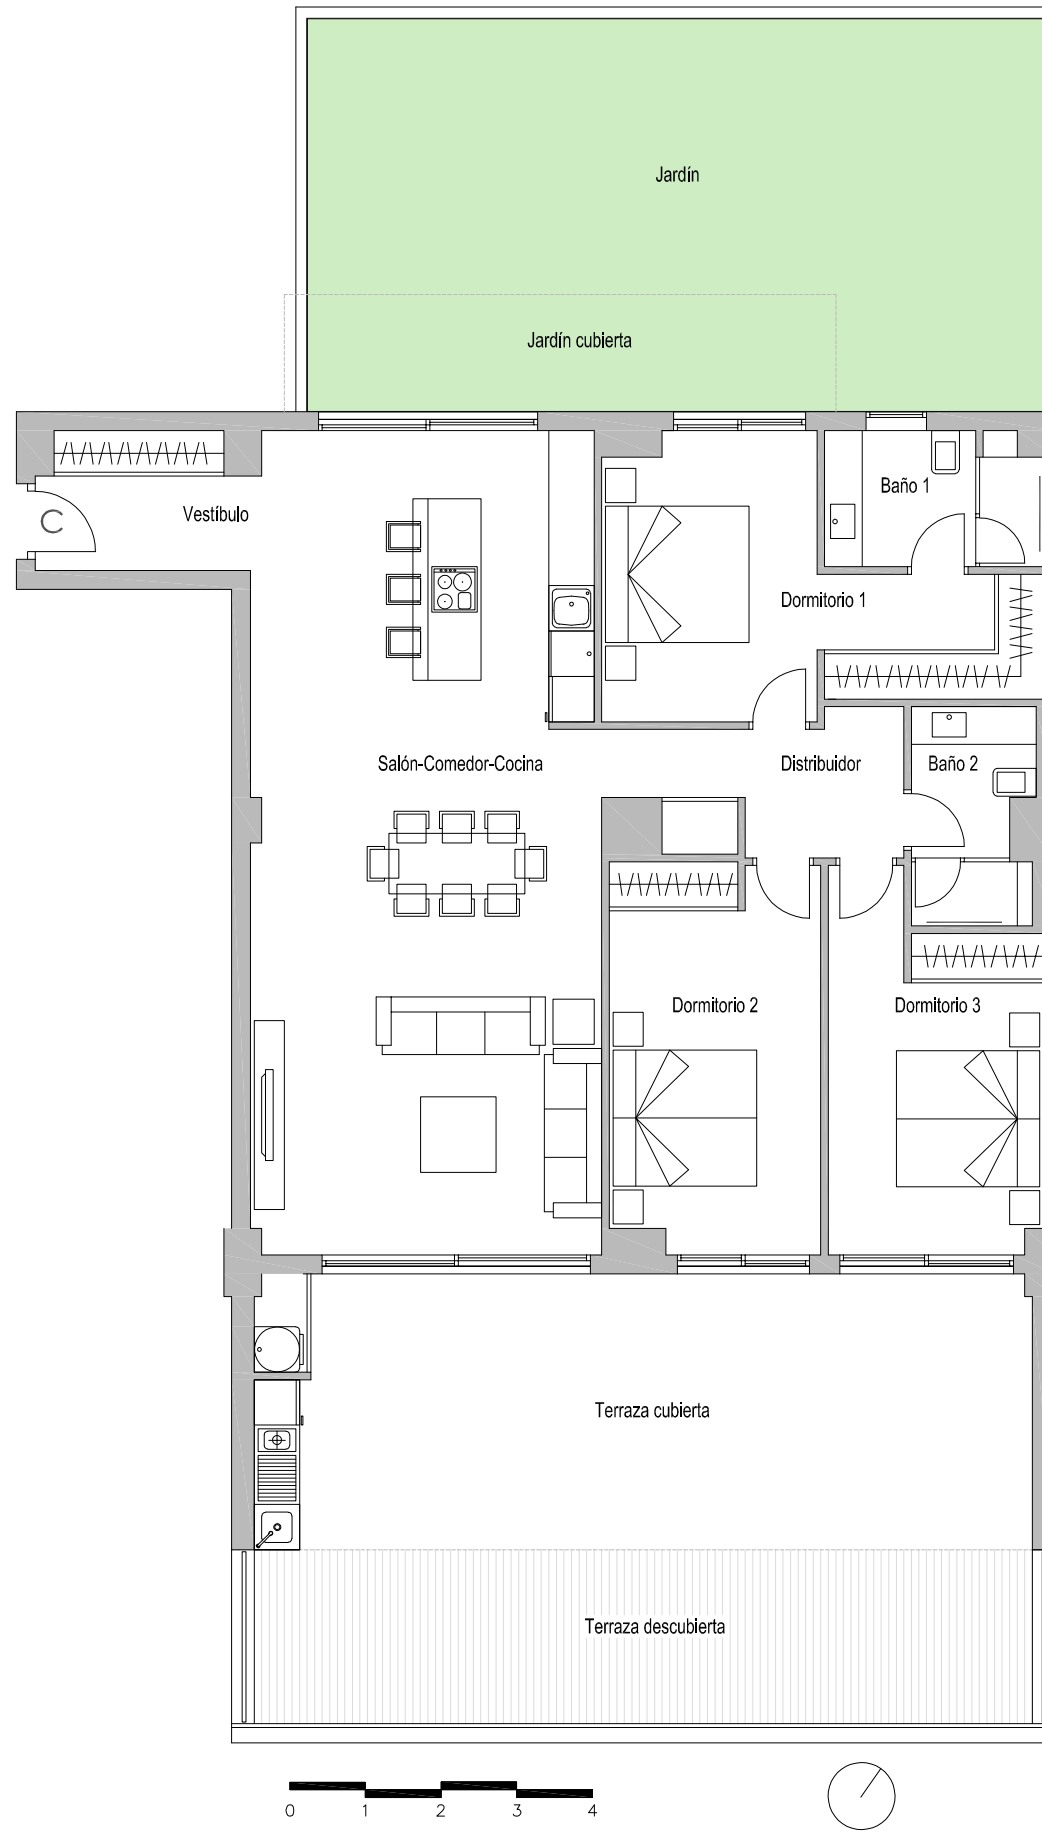 Jardín
Jardín cubierta
Baño 1
Vestíbulo
C
Dormitorio 1
Salón-Comedor-Cocina
Distribuidor
Baño 2
Dormitorio 2
Dormitorio 3
Terraza cubierta
Terraza descubierta
0 1 2 3 4